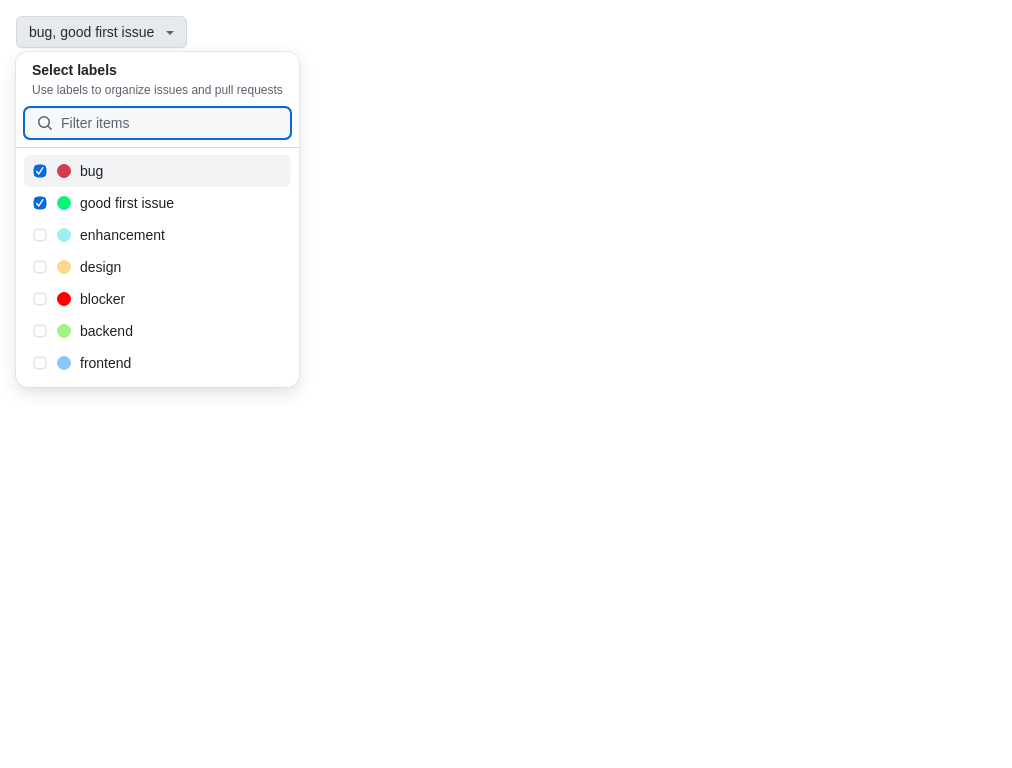 bug, good first issue
Select labels
Use labels to organize issues and pull requests
Filter items
bug
good first issue
enhancement
design
blocker
backend
frontend